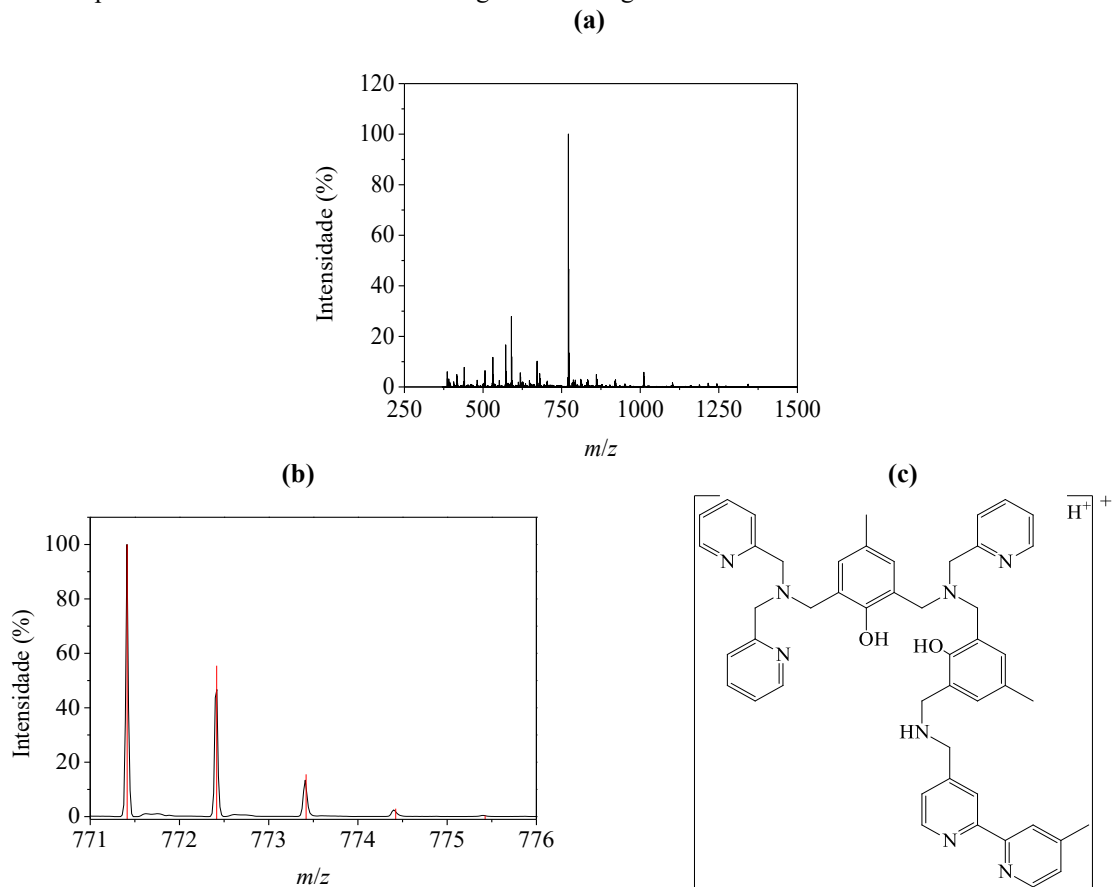 (a)
120
100
80
60
40
20
0
Intensidade (%)
250 500 750 1000 1250 1500
m/z
(b)
100
80
60
40
20
0
Intensidade (%)
771 772 773 774 775 776
m/z
(c)
H+ +
N N
N N
OH
N HO
HN
N
N